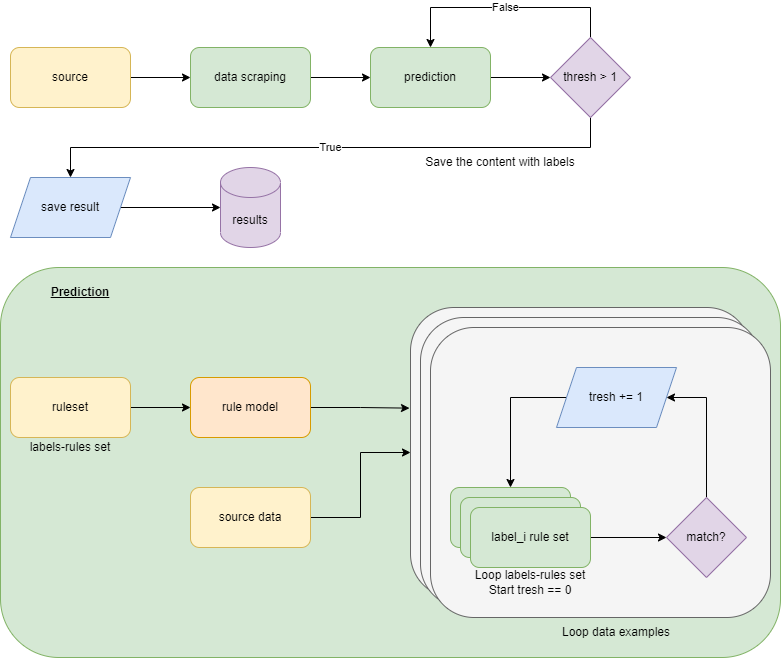 False
source
data scraping
prediction
thresh > 1
True
Save the content with labels
save result
results
Prediction
ruleset
rule model
labels-rules set
source data
tresh += 1
label_i rule set
match?
Loop labels-rules set
Start tresh == 0
Loop data examples